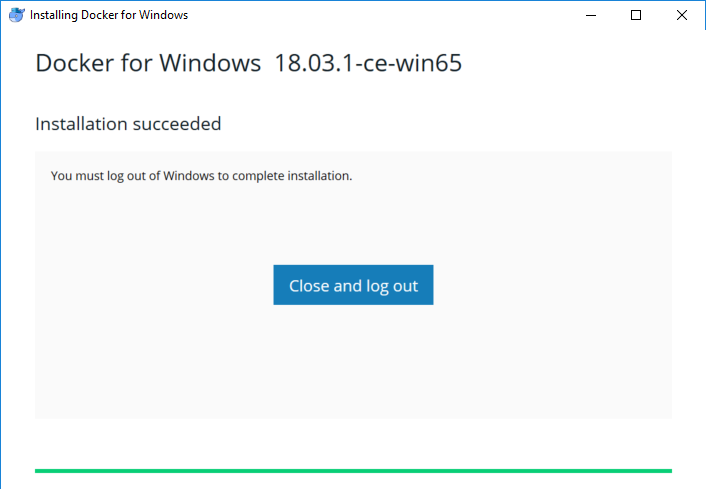 Installing Docker for Windows
Docker for Windows 18.03.1-ce-win65
Installation succeeded
You must log out of Windows to complete installation.
Close and log out